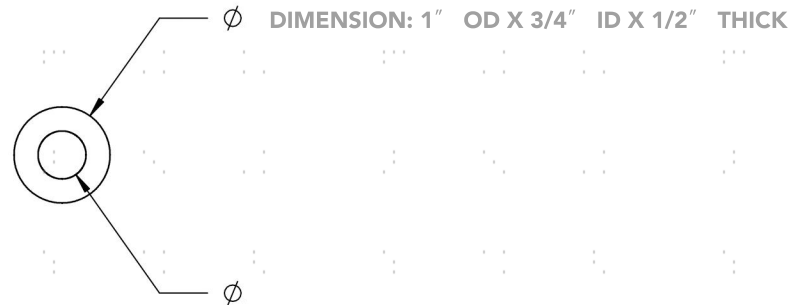 Ø DIMENSION: 1″ OD X 3/4″ ID X 1/2″ THICK
Ø